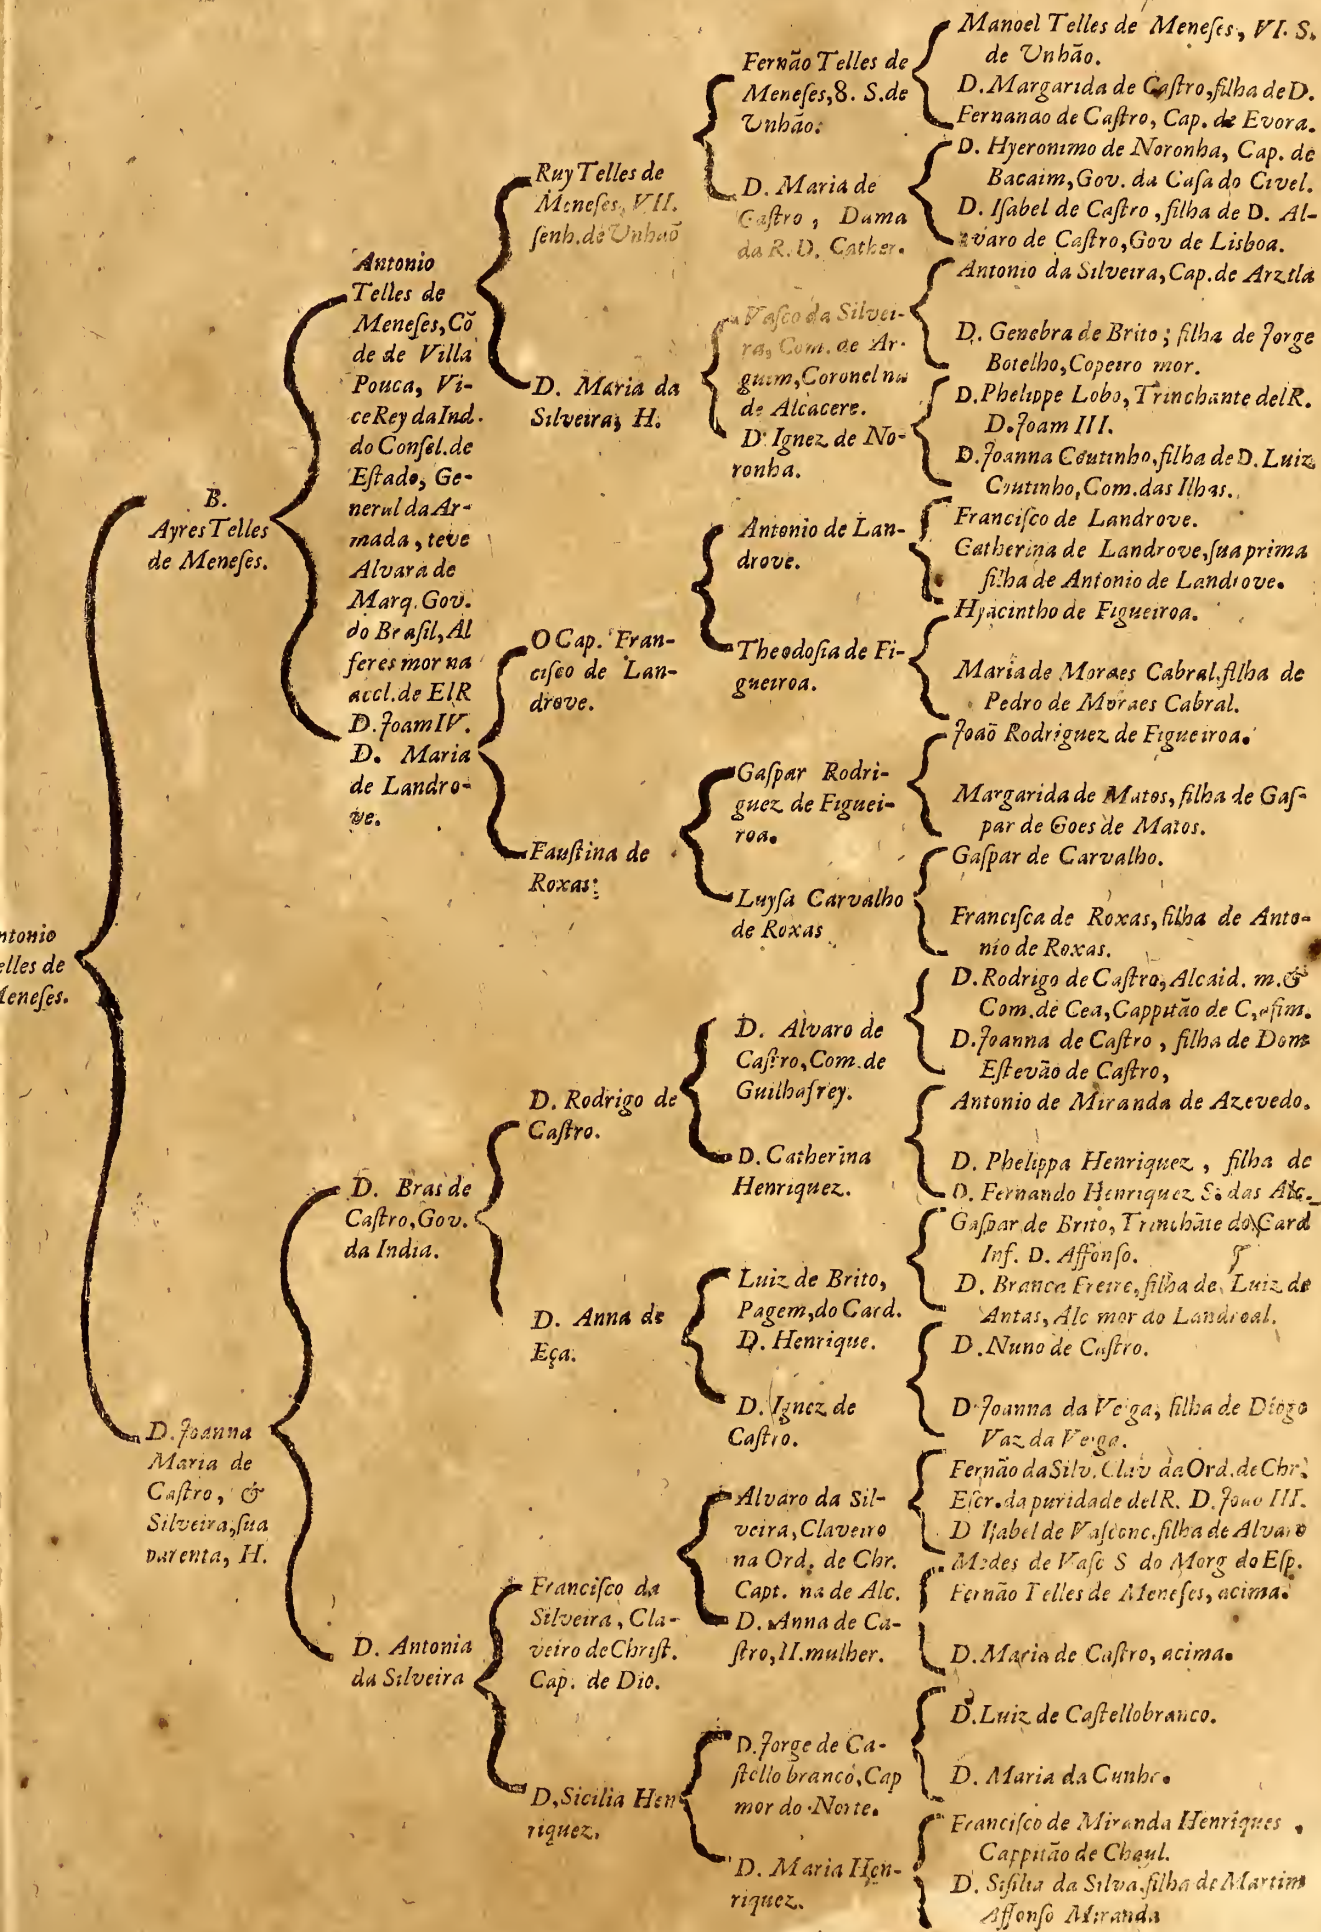 Manoel Telles de Meneses, VI. S.
de Unhão.
D. Margarida de Castro, filha de D.
Fernando de Castro, Cap. de Evora.
D. Hyeronimo de Noronha, Cap. de
Bacaim, Gov. da Casa do Civel.
D. Isabel de Castro, filha de D. Al-
varo de Castro, Gov de Lisboa.
Antonio da Silveira, Cap. de Arzila
D. Genebra de Brito; filha de Jorge
Botelho, Copeiro mor.
D. Phelippe Lobo, Trinchante del R.
D. Joam III.
D. Joanna Coutinho, filha de D. Luiz
Coutinho, Com. das Ilhas.
Francisco de Landrove.
Catherina de Landrove, sua prima
filha de Antonio de Landrove.
Hyacintho de Figueiroa.
Maria de Moraes Cabral, filha de
Pedro de Moraes Cabral.
Joaõ Rodriguez de Figueiroa.
Margarida de Matos, filha de Gas-
par de Goes de Matos.
Gaspar de Carvalho.
Francisca de Roxas, filha de Anto-
nio de Roxas.
D. Rodrigo de Castro, Alcaid. m. &
Com. de Cea, Cappitão de
D. Joanna de Castro, filha de Dom
Estevão de Castro,
Antonio de Miranda de Azevedo.
D. Phelippa Henriquez, filha de
D. Fernando Henriquez S. das Alc.
Gaspar de Brito, Trinchãte do Card
Inf. D. Affonso.
D. Branca Freire, filha de Luiz de
Antas, Alc mor do Landroal.
D. Nuno de Castro.
D. Joanna da Veiga, filha de Diogo
Vaz da Veiga.
Fernão da Silv. Clav da Ord. de Chr.
Escr. da puridade del R. D. Joao III.
D Isabel de Vasconc. filha de Alvaro
Medes de Vasc S do Morg do Esp.
Fernão Telles de Meneses, acima.
D. Maria de Castro, acima.
D. Luiz de Castellobranco.
D. Maria da Cunha.
Francisco de Miranda Henriques.
Cappitão de Chaul.
D. Sisilia da Silva, filha de Martim
Affonso Miranda
Fernão Telles de
Meneses, 8. S. de
Unhão.
D. Maria de
Castro, Dama
da R. D. Cather.
Vasco da Silvei-
ra, Com. de Ar-
guim, Coronel na
de Alcacere.
D. Ignez de No-
ronha.
Antonio de Lan-
drove.
Theodosia de Fi-
gueiroa.
Gaspar Rodri-
guez de Figuei-
roa.
Luysa Carvalho
de Roxas
D. Alvaro de
Castro, Com. de
Guilhafrey.
D. Catherina
Henriquez.
Luiz de Brito,
Pagem, do Card.
D. Henrique.
D. Ignez de
Castro.
Alvaro da Sil-
veira, Claveiro
na Ord. de Chr.
Capt. na de Alc.
D. Anna de Ca-
stro, II. mulher.
D. Jorge de Ca-
stello branco, Cap
mor do Norte.
D. Maria Hen-
riquez.
Ruy Telles de
Meneses, VII.
senh. de Unhaõ
D. Maria da
Silveira, H.
O Cap. Fran-
cisco de Lan-
drove.
Faustina de
Roxas.
D. Rodrigo de
Castro.
D. Anna de
Eça.
Francisco da
Silveira, Cla-
veiro de Christ.
Cap. de Dio.
D. Sicilia Hen
riquez.
Antonio
Telles de
Meneses, Cõ
de de Villa
Pouca, Vi-
ce Rey da Ind.
do Consel. de
Estado, Ge-
neral da Ar-
mada, teve
Alvara de
Marq. Gov.
do Brasil, Al
feres mor na
accl. de El R
D. Joam IV.
D. Maria
de Landro-
ve.
D. Bras de
Castro, Gov.
da India.
D. Antonia
da Silveira
B.
Ayres Telles
de Meneses.
D. Joanna
Maria de
Castro, &
Silveira, sua
parenta, H.
ntonio
elles de
Meneses.